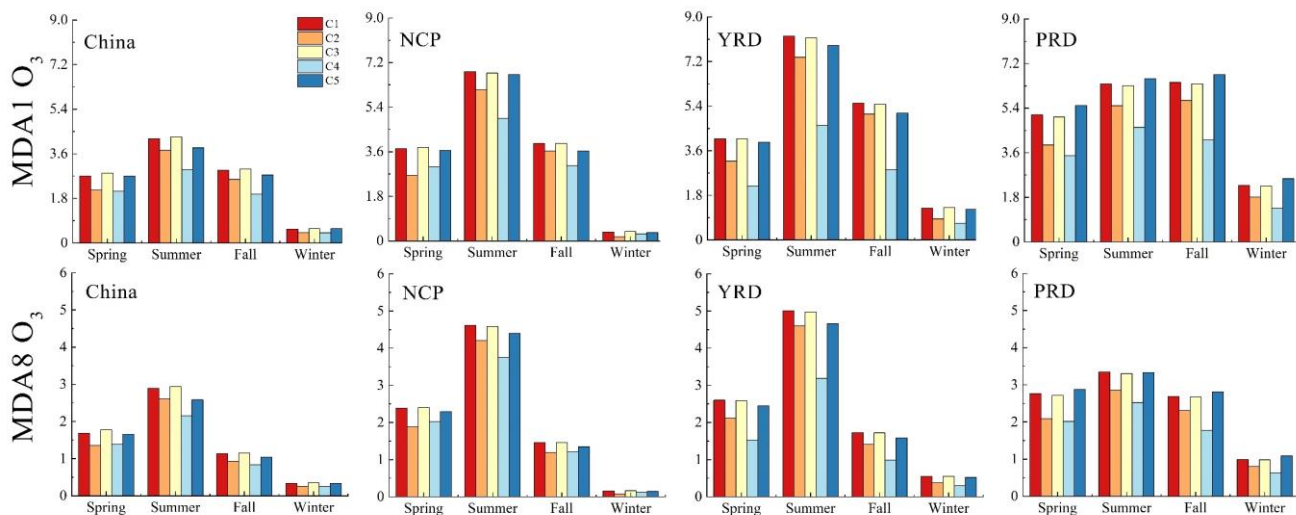 MDA1 O3
9.0
7.2
5.4
3.6
1.8
0.0
China
C1
C2
C3
C4
C5
Spring Summer Fall Winter
9.0
7.2
5.4
3.6
1.8
0.0
NCP
Spring Summer Fall Winter
9.0
7.2
5.4
3.6
1.8
0.0
YRD
Spring Summer Fall Winter
9.0
7.2
5.4
3.6
1.8
0.0
PRD
Spring Summer Fall Winter
MDA8 O3
6
5
4
3
2
1
0
China
Spring Summer Fall Winter
6
5
4
3
2
1
0
NCP
Spring Summer Fall Winter
6
5
4
3
2
1
0
YRD
Spring Summer Fall Winter
6
5
4
3
2
1
0
PRD
Spring Summer Fall Winter